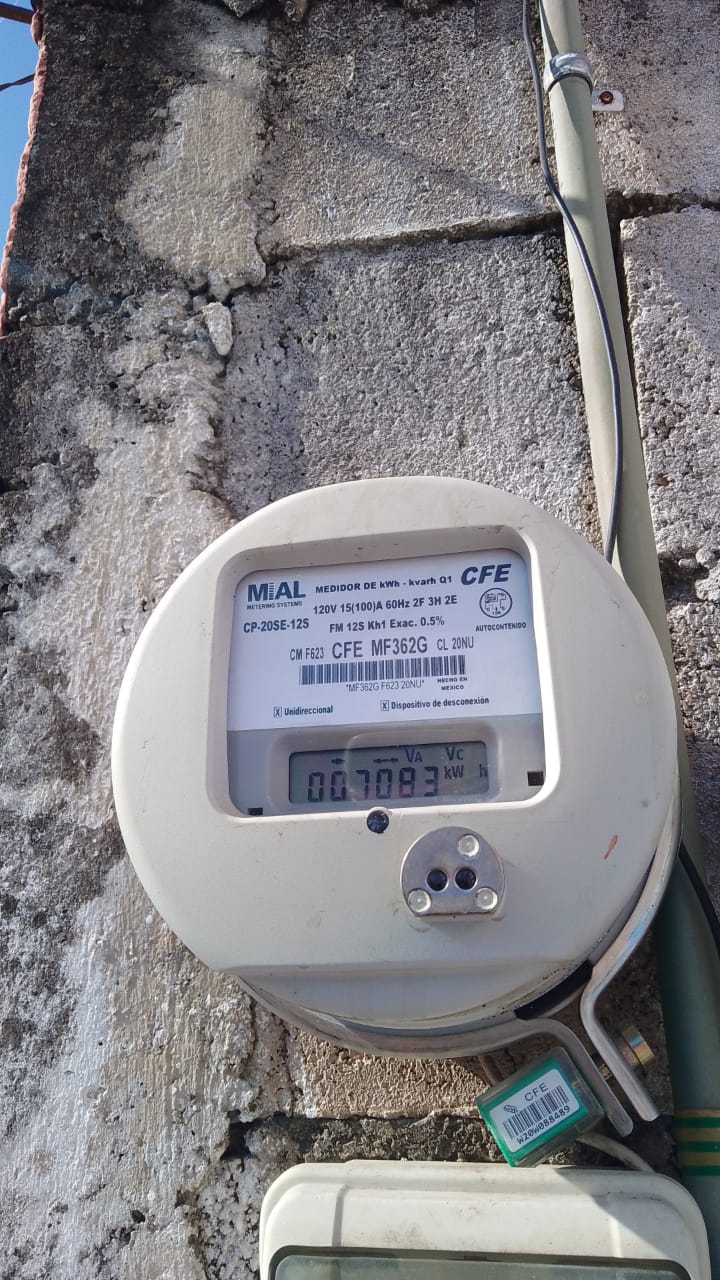 MIAL MEDIDOR DE kWh - kvarh Q1 CFE
METERING SYSTEMS
120V 15(100)A 60Hz 2F 3H 2E
CP-20SE-12S FM 12S Kh1 Exac. 0.5% AUTOCONTENIDO
CM F623 CFE MF362G CL 20NU
*MF362G F623 20NU* HECHO EN
MEXICO
X Unidireccional X Dispositivo de desconexión
VA VC
007083 kW h
CFE
W20W088489